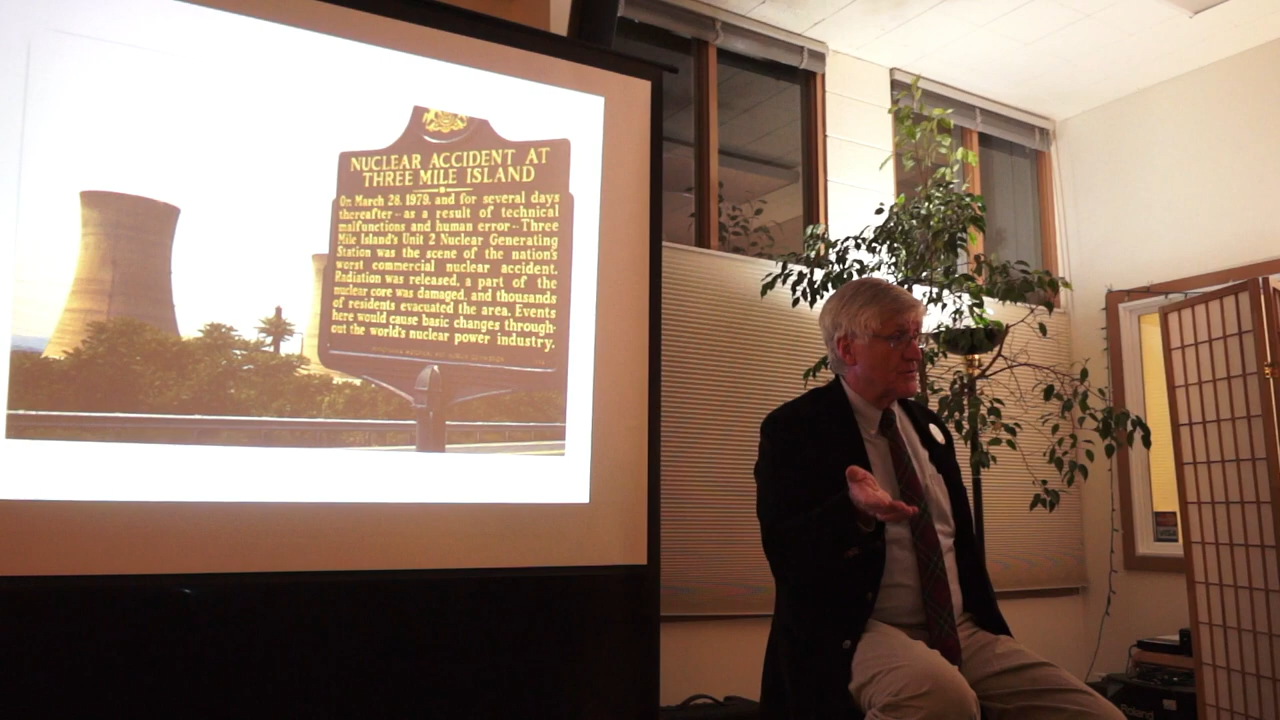 NUCLEAR ACCIDENT AT
THREE MILE ISLAND
On March 28, 1979, and for several days
thereafter - as a result of technical
malfunctions and human error - Three
Mile Island's Unit 2 Nuclear Generating
Station was the scene of the nation's
worst commercial nuclear accident.
Radiation was released, a part of the
nuclear core was damaged, and thousands
of residents evacuated the area. Events
here would cause basic changes through-
out the world's nuclear power industry.
Roland